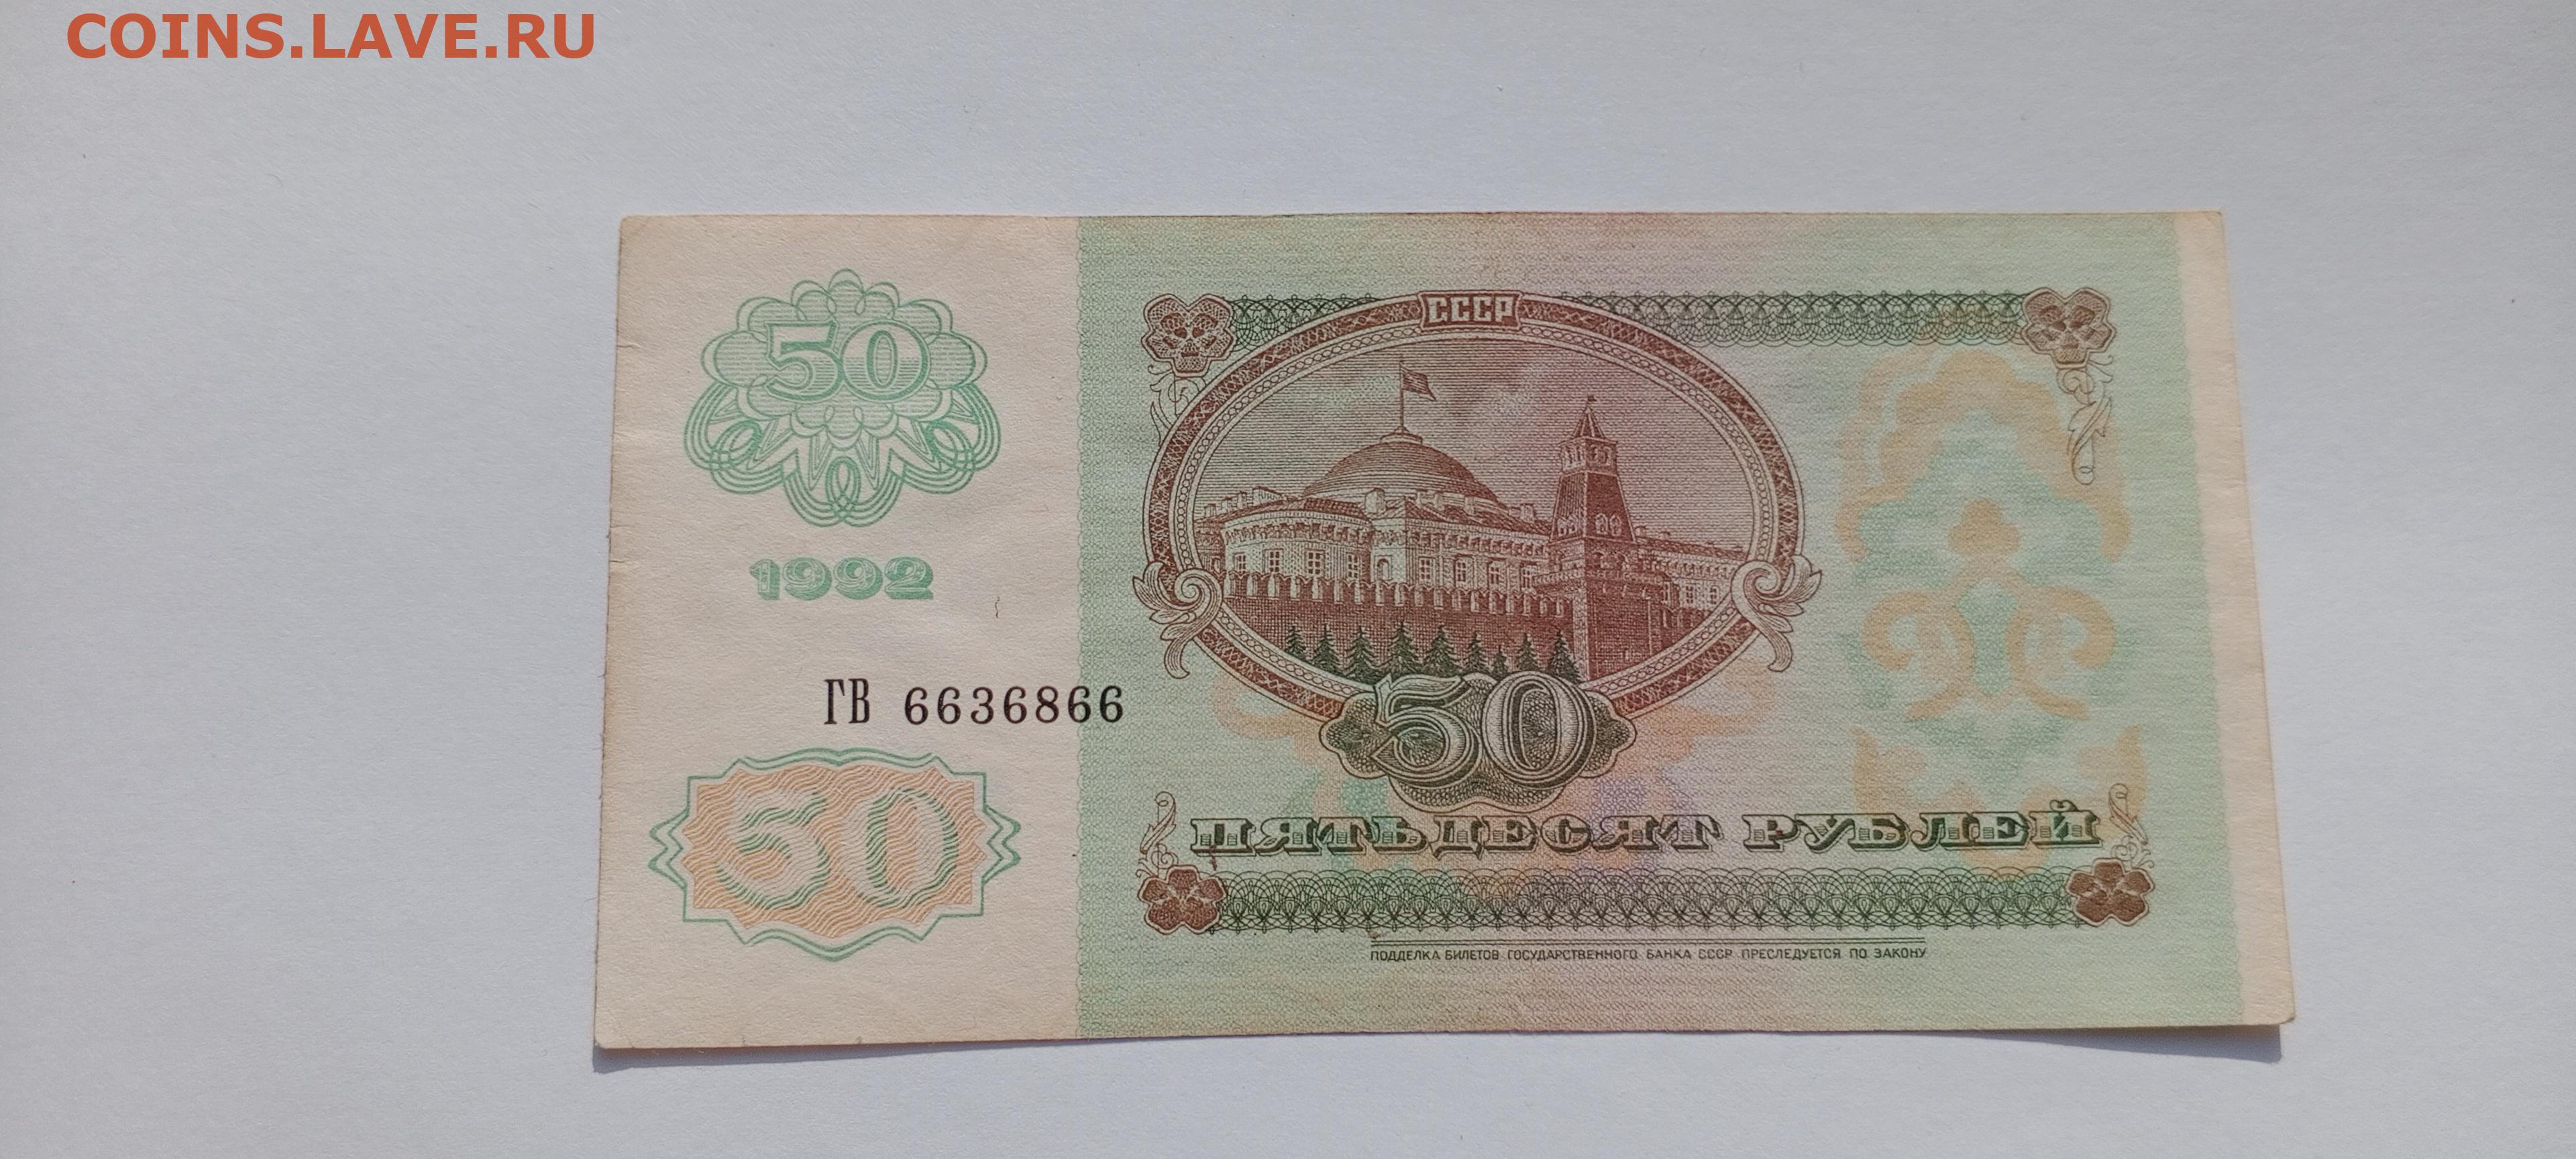 COINS.LAVE.RU
СССР
50
1992
ГВ 6636866
50
50
ПЯТЬДЕСЯТ РУБЛЕЙ
ПОДДЕЛКА БИЛЕТОВ ГОСУДАРСТВЕННОГО БАНКА СССР ПРЕСЛЕДУЕТСЯ ПО ЗАКОНУ